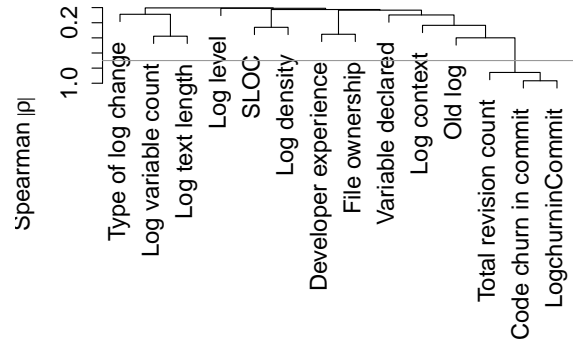 Spearman |ρ|
0.2
1.0
Type of log change
Log variable count
Log text length
Log level
SLOC
Log density
Developer experience
File ownership
Variable declared
Log context
Old log
Total revision count
Code churn in commit
LogchurninCommit